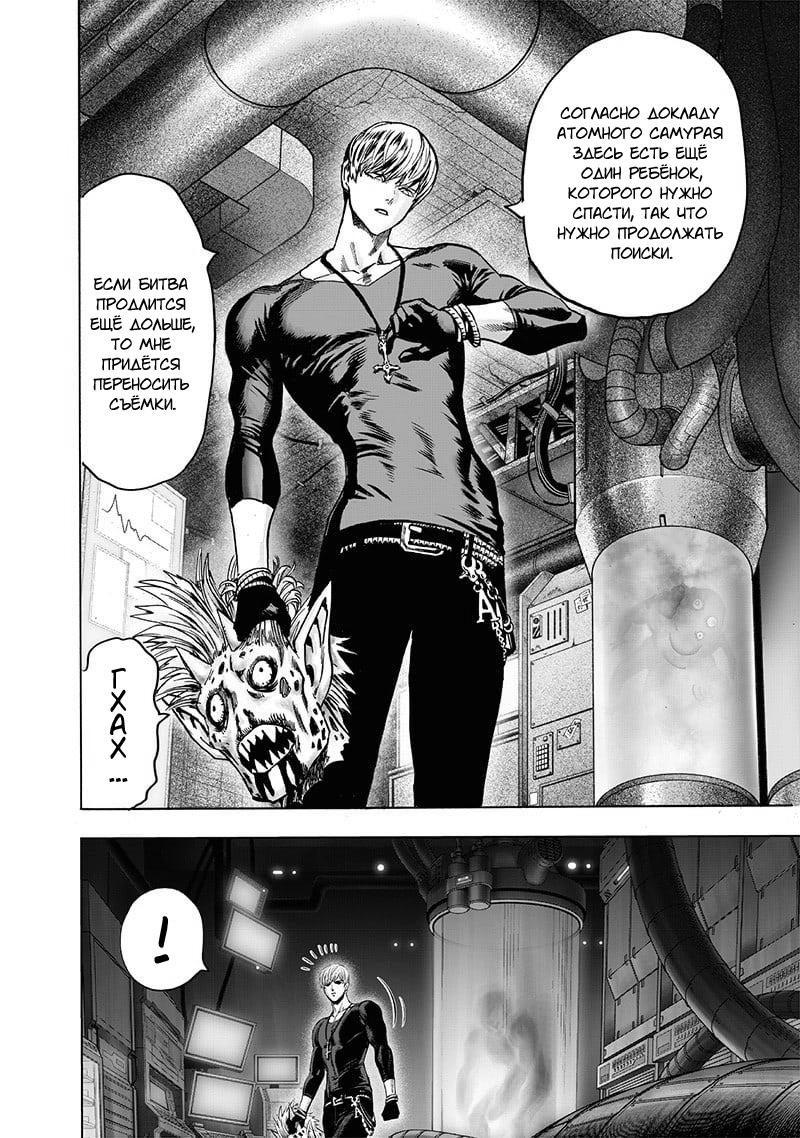 СОГЛАСНО ДОКЛАДУ
АТОМНОГО САМУРАЯ
ЗДЕСЬ ЕСТЬ ЕЩЁ
ОДИН РЕБЁНОК,
КОТОРОГО НУЖНО
СПАСТИ, ТАК ЧТО
НУЖНО ПРОДОЛЖАТЬ
ПОИСКИ.
ЕСЛИ БИТВА
ПРОДЛИТСЯ
ЕЩЁ ДОЛЬШЕ,
ТО МНЕ
ПРИДЁТСЯ
ПЕРЕНОСИТЬ
СЪЁМКИ.
A
ГХАХ...
!